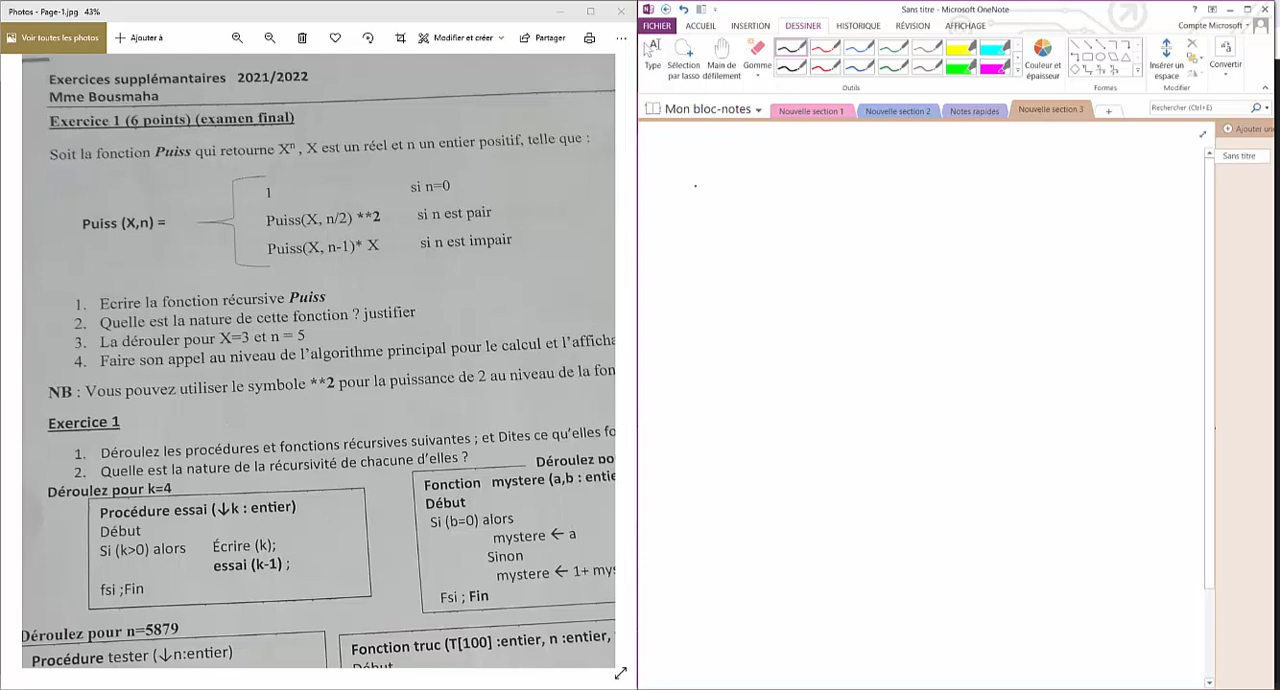 Photos - Page-1.jpg 43%
Voir toutes les photos
Ajouter à
Modifier et créer
Partager
Exercices supplémantaires 2021/2022
Mme Bousmaha
Exercice 1 (6 points) (examen final)
Soit la fonction Puiss qui retourne Xⁿ , X est un réel et n un entier positif, telle que :
1 si n=0
Puiss (X,n) = Puiss(X, n/2) **2 si n est pair
Puiss(X, n-1)* X si n est impair
1. Ecrire la fonction récursive Puiss
2. Quelle est la nature de cette fonction ? justifier
3. La dérouler pour X=3 et n = 5
4. Faire son appel au niveau de l'algorithme principal pour le calcul et l'afficha
NB : Vous pouvez utiliser le symbole **2 pour la puissance de 2 au niveau de la fon
Exercice 1
1. Déroulez les procédures et fonctions récursives suivantes ; et Dites ce qu'elles fo
2. Quelle est la nature de la récursivité de chacune d'elles ?
Déroulez pour k=4
Procédure essai (↓k : entier)
Début
Si (k>0) alors Écrire (k);
essai (k-1) ;
fsi ;Fin
Déroulez po
Fonction mystere (a,b : entie
Début
Si (b=0) alors
mystere ← a
Sinon
mystere ← 1+ mys
Fsi ; Fin
Déroulez pour n=5879
Procédure tester (↓n:entier)
Fonction truc (T[100] :entier, n :entier,
Début
Sans titre - Microsoft OneNote
FICHIER ACCUEIL INSERTION DESSINER HISTORIQUE RÉVISION AFFICHAGE
Compte Microsoft
Type
Sélection par lasso
Main de défilement
Gomme
Couleur et épaisseur
Insérer un espace
Convertir
Outils
Formes
Modifier
Mon bloc-notes
Nouvelle section 1
Nouvelle section 2
Notes rapides
Nouvelle section 3
Rechercher (Ctrl+E)
Ajouter une
Sans titre